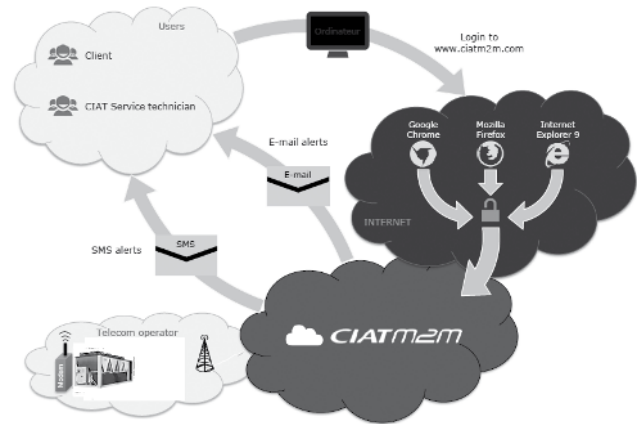 Users
Client
CIAT Service technician
Ordinateur
Login to
www.ciatm2m.com
Google
Chrome
Mozilla
Firefox
Internet
Explorer 9
INTERNET
E-mail alerts
E-mail
SMS alerts
SMS
Telecom operator
Modem
CIATM2M